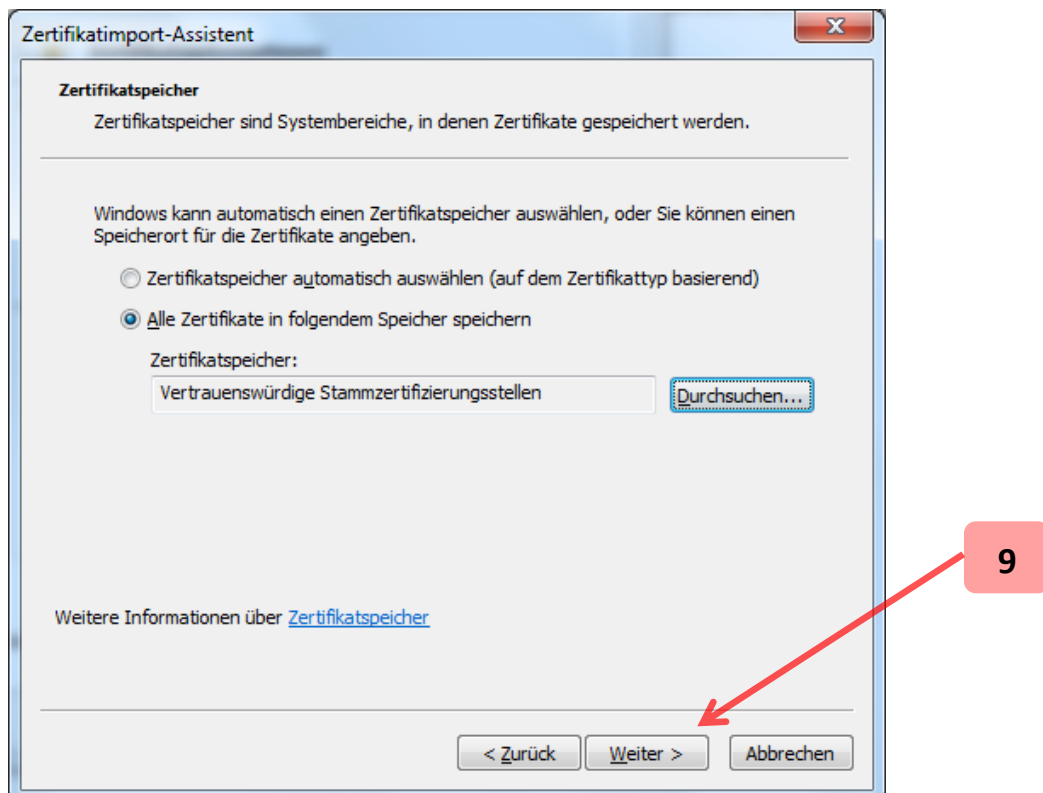 Zertifikatimport-Assistent
Zertifikatspeicher
Zertifikatspeicher sind Systembereiche, in denen Zertifikate gespeichert werden.
Windows kann automatisch einen Zertifikatspeicher auswählen, oder Sie können einen
Speicherort für die Zertifikate angeben.
Zertifikatspeicher automatisch auswählen (auf dem Zertifikattyp basierend)
Alle Zertifikate in folgendem Speicher speichern
Zertifikatspeicher:
Vertrauenswürdige Stammzertifizierungsstellen
Durchsuchen...
9
Weitere Informationen über Zertifikatspeicher
< Zurück
Weiter >
Abbrechen